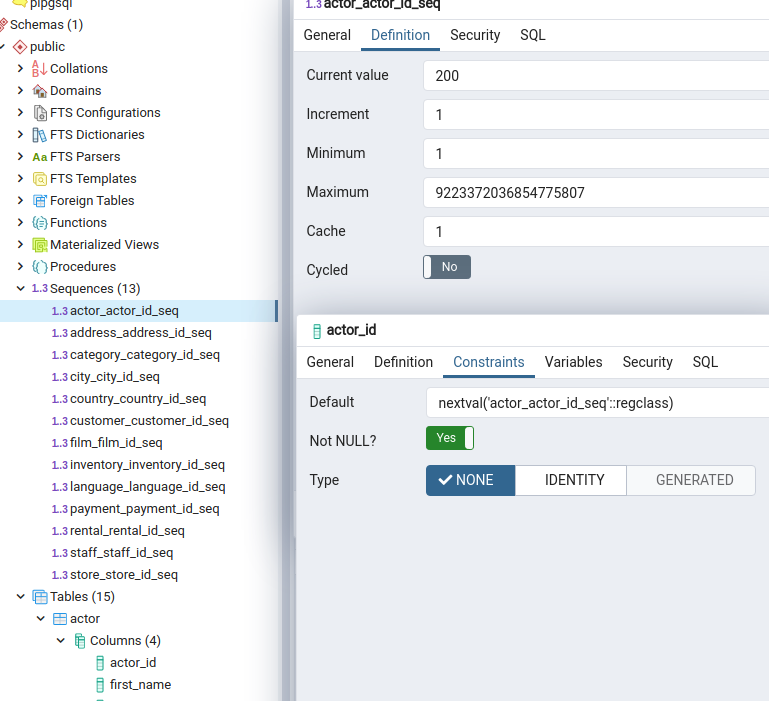 plpgsql
Schemas (1)
public
Collations
Domains
FTS Configurations
FTS Dictionaries
Aa FTS Parsers
FTS Templates
Foreign Tables
Functions
Materialized Views
Procedures
1.3 Sequences (13)
1.3 actor_actor_id_seq
1.3 address_address_id_seq
1.3 category_category_id_seq
1.3 city_city_id_seq
1.3 country_country_id_seq
1.3 customer_customer_id_seq
1.3 film_film_id_seq
1.3 inventory_inventory_id_seq
1.3 language_language_id_seq
1.3 payment_payment_id_seq
1.3 rental_rental_id_seq
1.3 staff_staff_id_seq
1.3 store_store_id_seq
Tables (15)
actor
Columns (4)
actor_id
first_name
1.3 actor_actor_id_seq
General Definition Security SQL
Current value 200
Increment 1
Minimum 1
Maximum 9223372036854775807
Cache 1
Cycled No
actor_id
General Definition Constraints Variables Security SQL
Default nextval('actor_actor_id_seq'::regclass)
Not NULL? Yes
Type NONE IDENTITY GENERATED